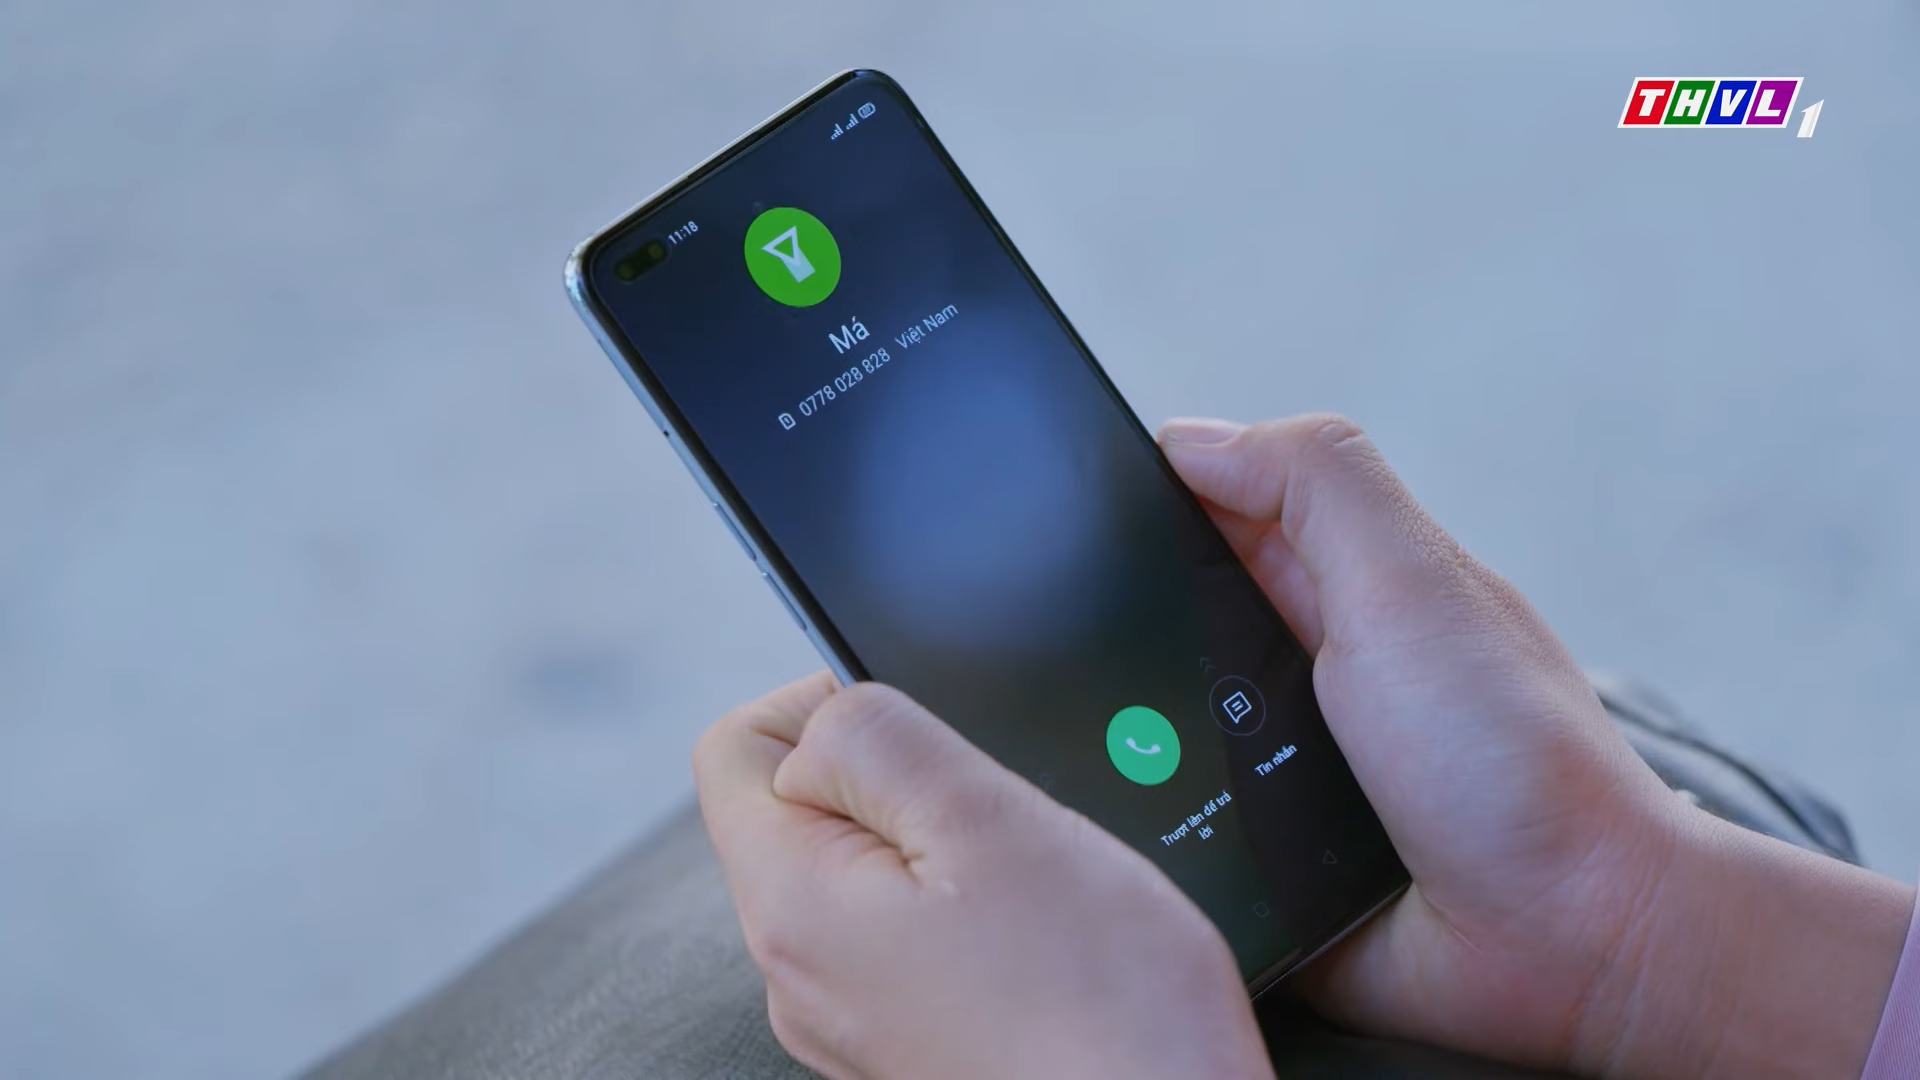 THVL1
11:18
Má
0778 028 828 Việt Nam
Tin nhắn
Trượt lên để trả
lời